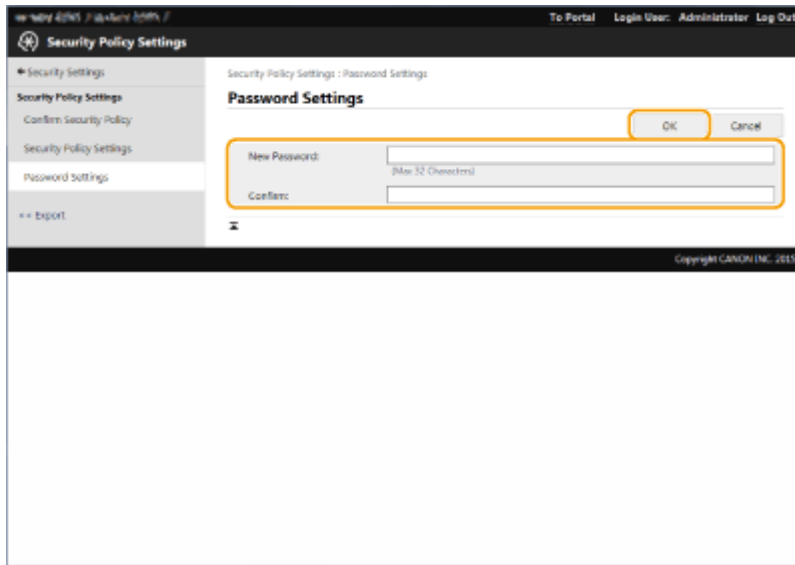 To Portal Login User: Administrator Log Out
Security Policy Settings
Security Settings
Security Policy Settings
Confirm Security Policy
Security Policy Settings
Password Settings
Export
Security Policy Settings : Password Settings
Password Settings
OK Cancel
New Password:
(Max 32 Characters)
Confirm:
Copyright CANON INC. 2015